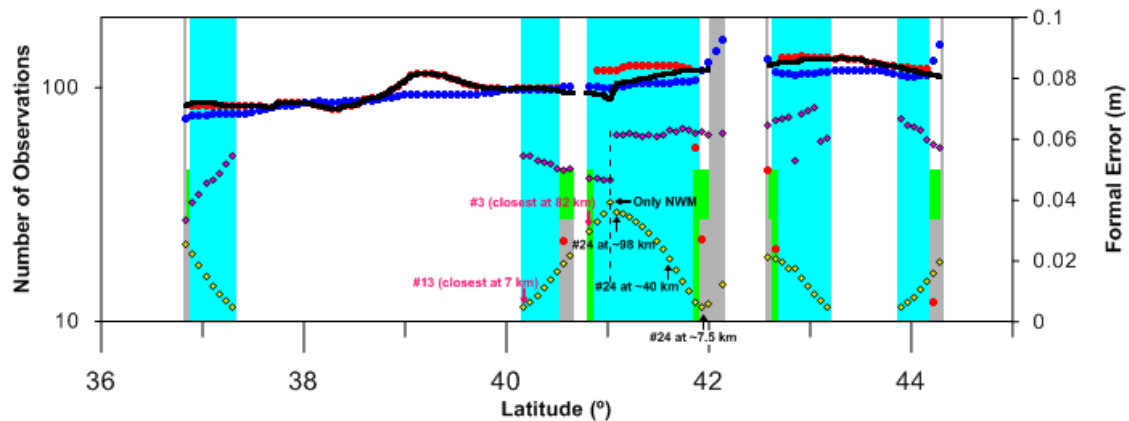 Number of Observations
100
10
0.1
0.08
0.06
0.04
0.02
0
Formal Error (m)
#3 (closest at 82 km)
Only NWM
#24 at ~98 km
#13 (closest at 7 km)
#24 at ~40 km
#24 at ~7.5 km
36
38
40
42
44
Latitude (º)